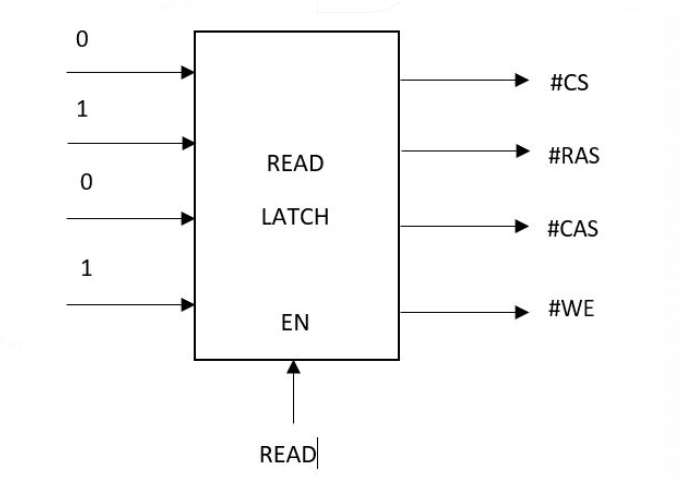 0
#CS
1
#RAS
READ
0
LATCH
#CAS
1
#WE
EN
READ